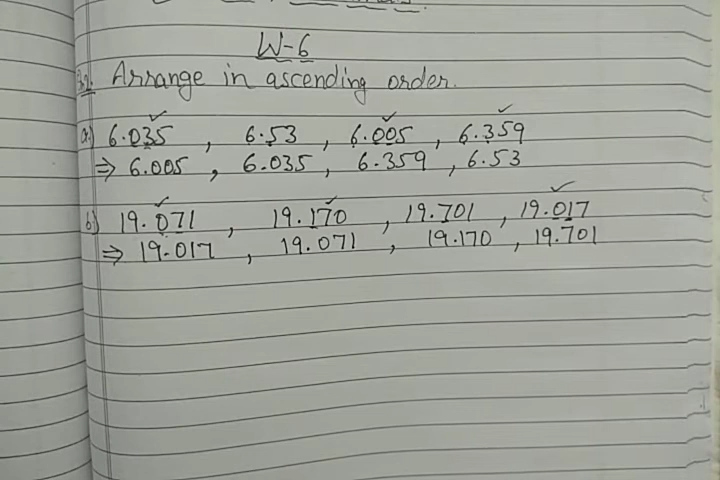 W-6
Q.2. Arrange in ascending order.
a) 6.035 , 6.53 , 6.005 , 6.359
⇒ 6.005 , 6.035 , 6.359 , 6.53
b) 19.071 , 19.170 , 19.701 , 19.017
⇒ 19.017 , 19.071 , 19.170 , 19.701